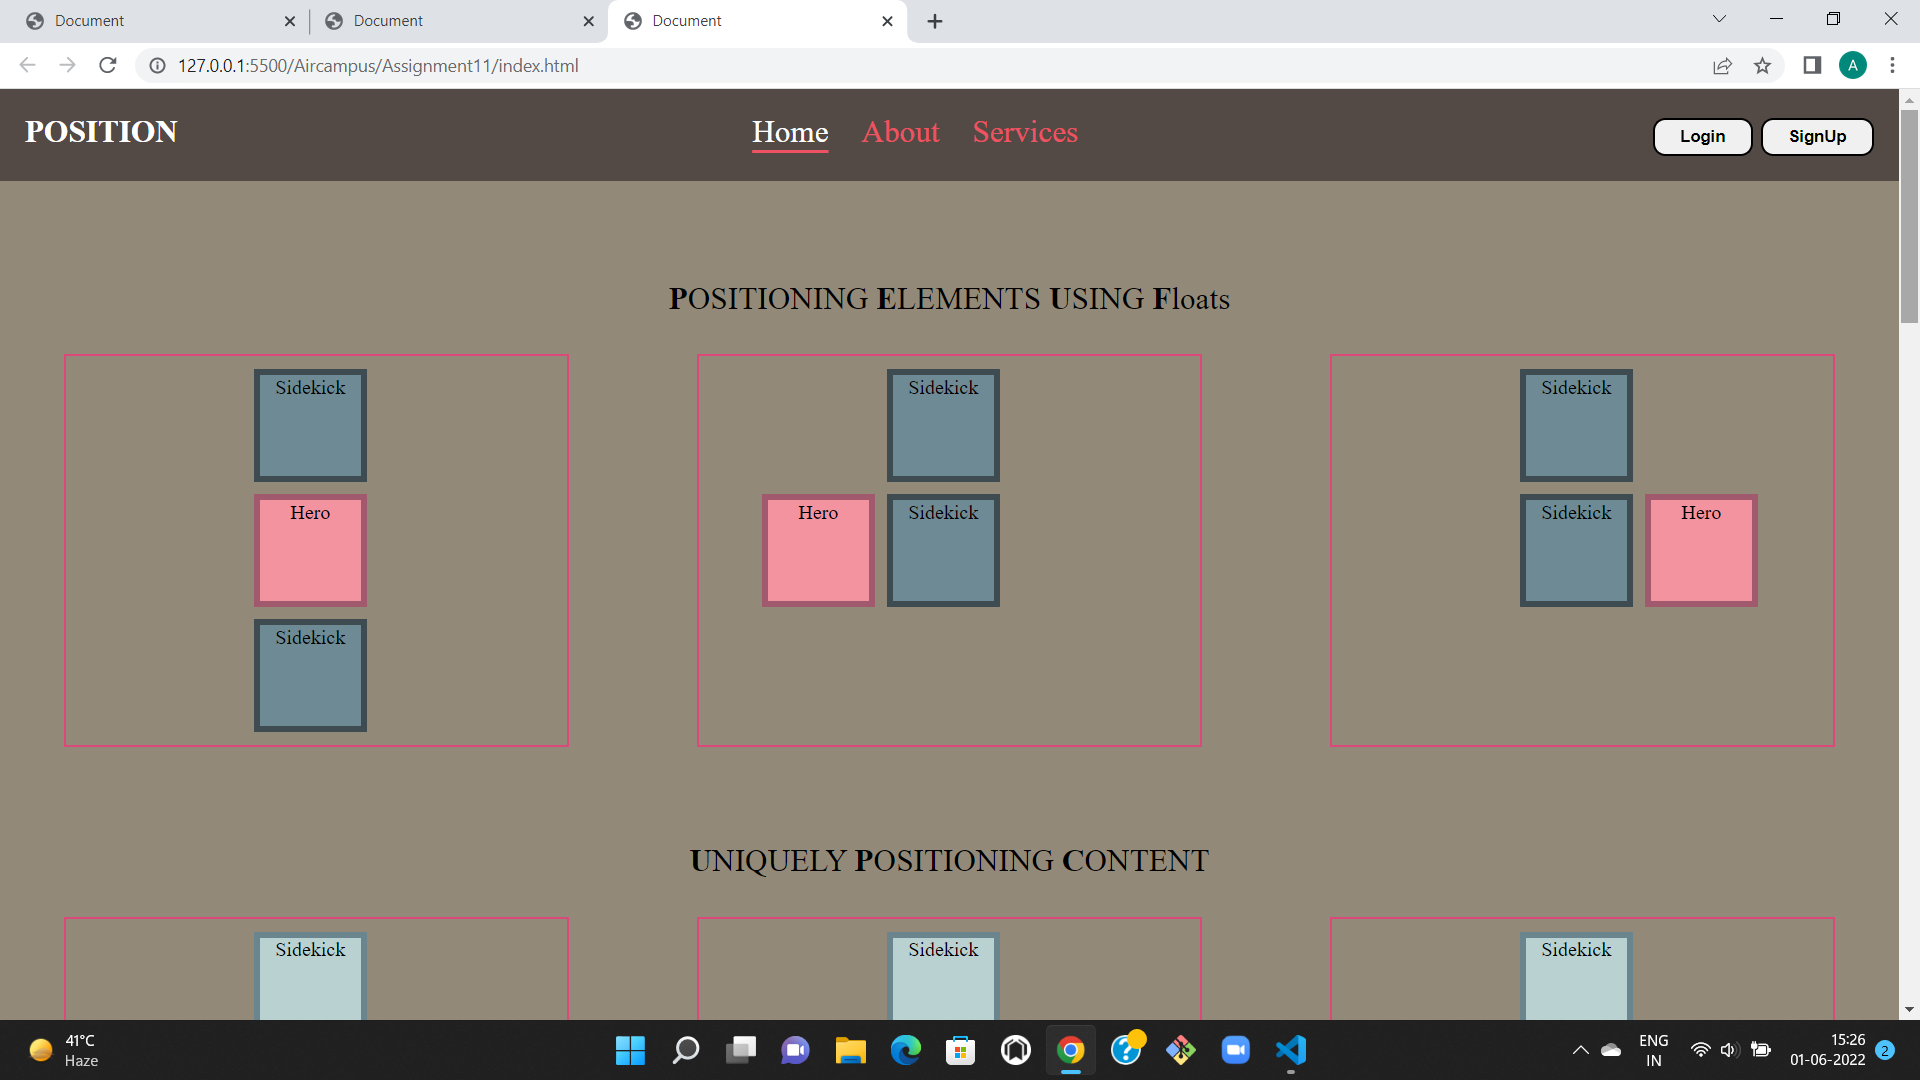 Document
Document
Document
127.0.0.1:5500/Aircampus/Assignment11/index.html
A
POSITION
Home About Services
Login SignUp
POSITIONING ELEMENTS USING Floats
Sidekick
Hero
Sidekick
Sidekick
Hero Sidekick
Sidekick
Sidekick Hero
UNIQUELY POSITIONING CONTENT
Sidekick
Sidekick
Sidekick
41°C
Haze
ENG
IN
15:26
01-06-2022
2